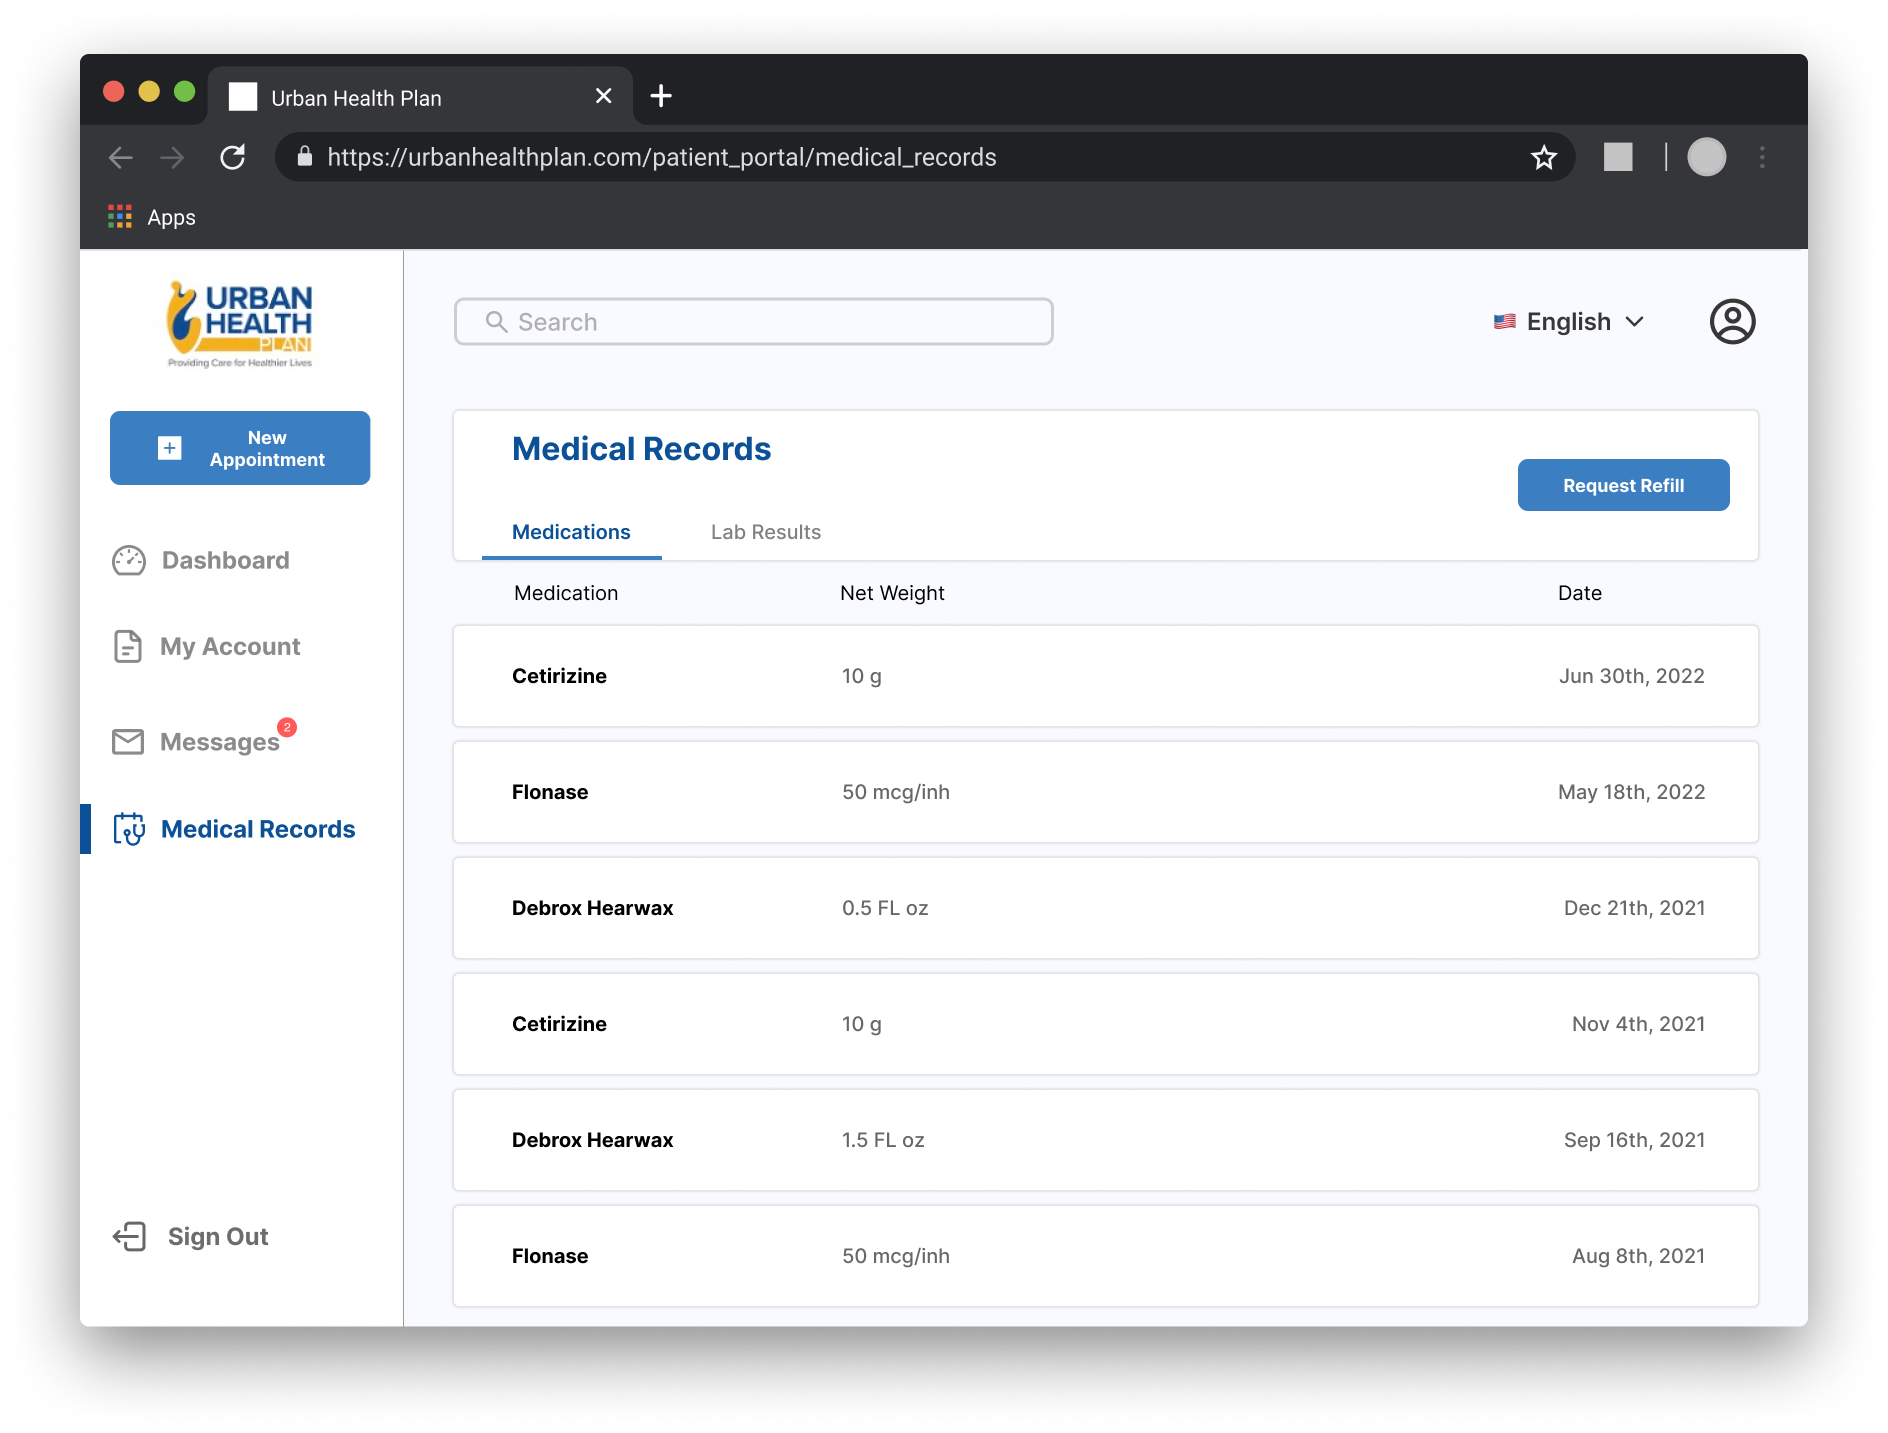 Urban Health Plan
https://urbanhealthplan.com/patient_portal/medical_records
Apps
URBAN
HEALTH
PLAN
Providing Care for Healthier Lives
New
Appointment
Dashboard
My Account
Messages 2
Medical Records
Sign Out
Search
English
Medical Records
Request Refill
Medications Lab Results
Medication Net Weight Date
Cetirizine 10 g Jun 30th, 2022
Flonase 50 mcg/inh May 18th, 2022
Debrox Hearwax 0.5 FL oz Dec 21th, 2021
Cetirizine 10 g Nov 4th, 2021
Debrox Hearwax 1.5 FL oz Sep 16th, 2021
Flonase 50 mcg/inh Aug 8th, 2021